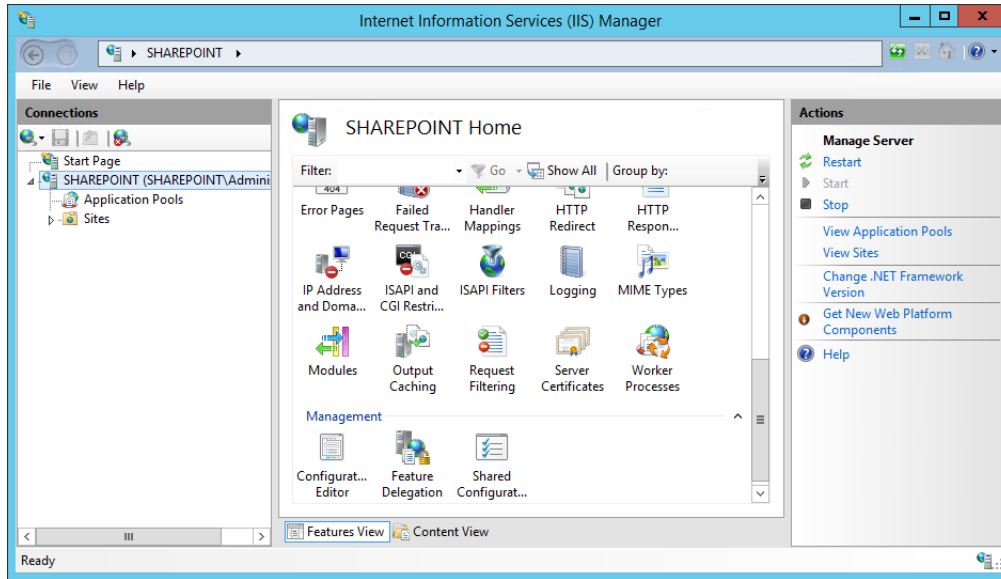 Internet Information Services (IIS) Manager
SHAREPOINT
File View Help
Connections
Start Page
SHAREPOINT (SHAREPOINT\Admini
Application Pools
Sites
SHAREPOINT Home
Filter: Go Show All Group by:
404
Error Pages
Failed
Request Tra...
Handler
Mappings
HTTP
Redirect
HTTP
Respon...
IP Address
and Doma...
CGI
ISAPI and
CGI Restri...
ISAPI Filters
Logging
MIME Types
Modules
Output
Caching
Request
Filtering
Server
Certificates
Worker
Processes
Management
Configurat...
Editor
Feature
Delegation
Shared
Configurat...
Features View Content View
Actions
Manage Server
Restart
Start
Stop
View Application Pools
View Sites
Change .NET Framework
Version
Get New Web Platform
Components
Help
Ready